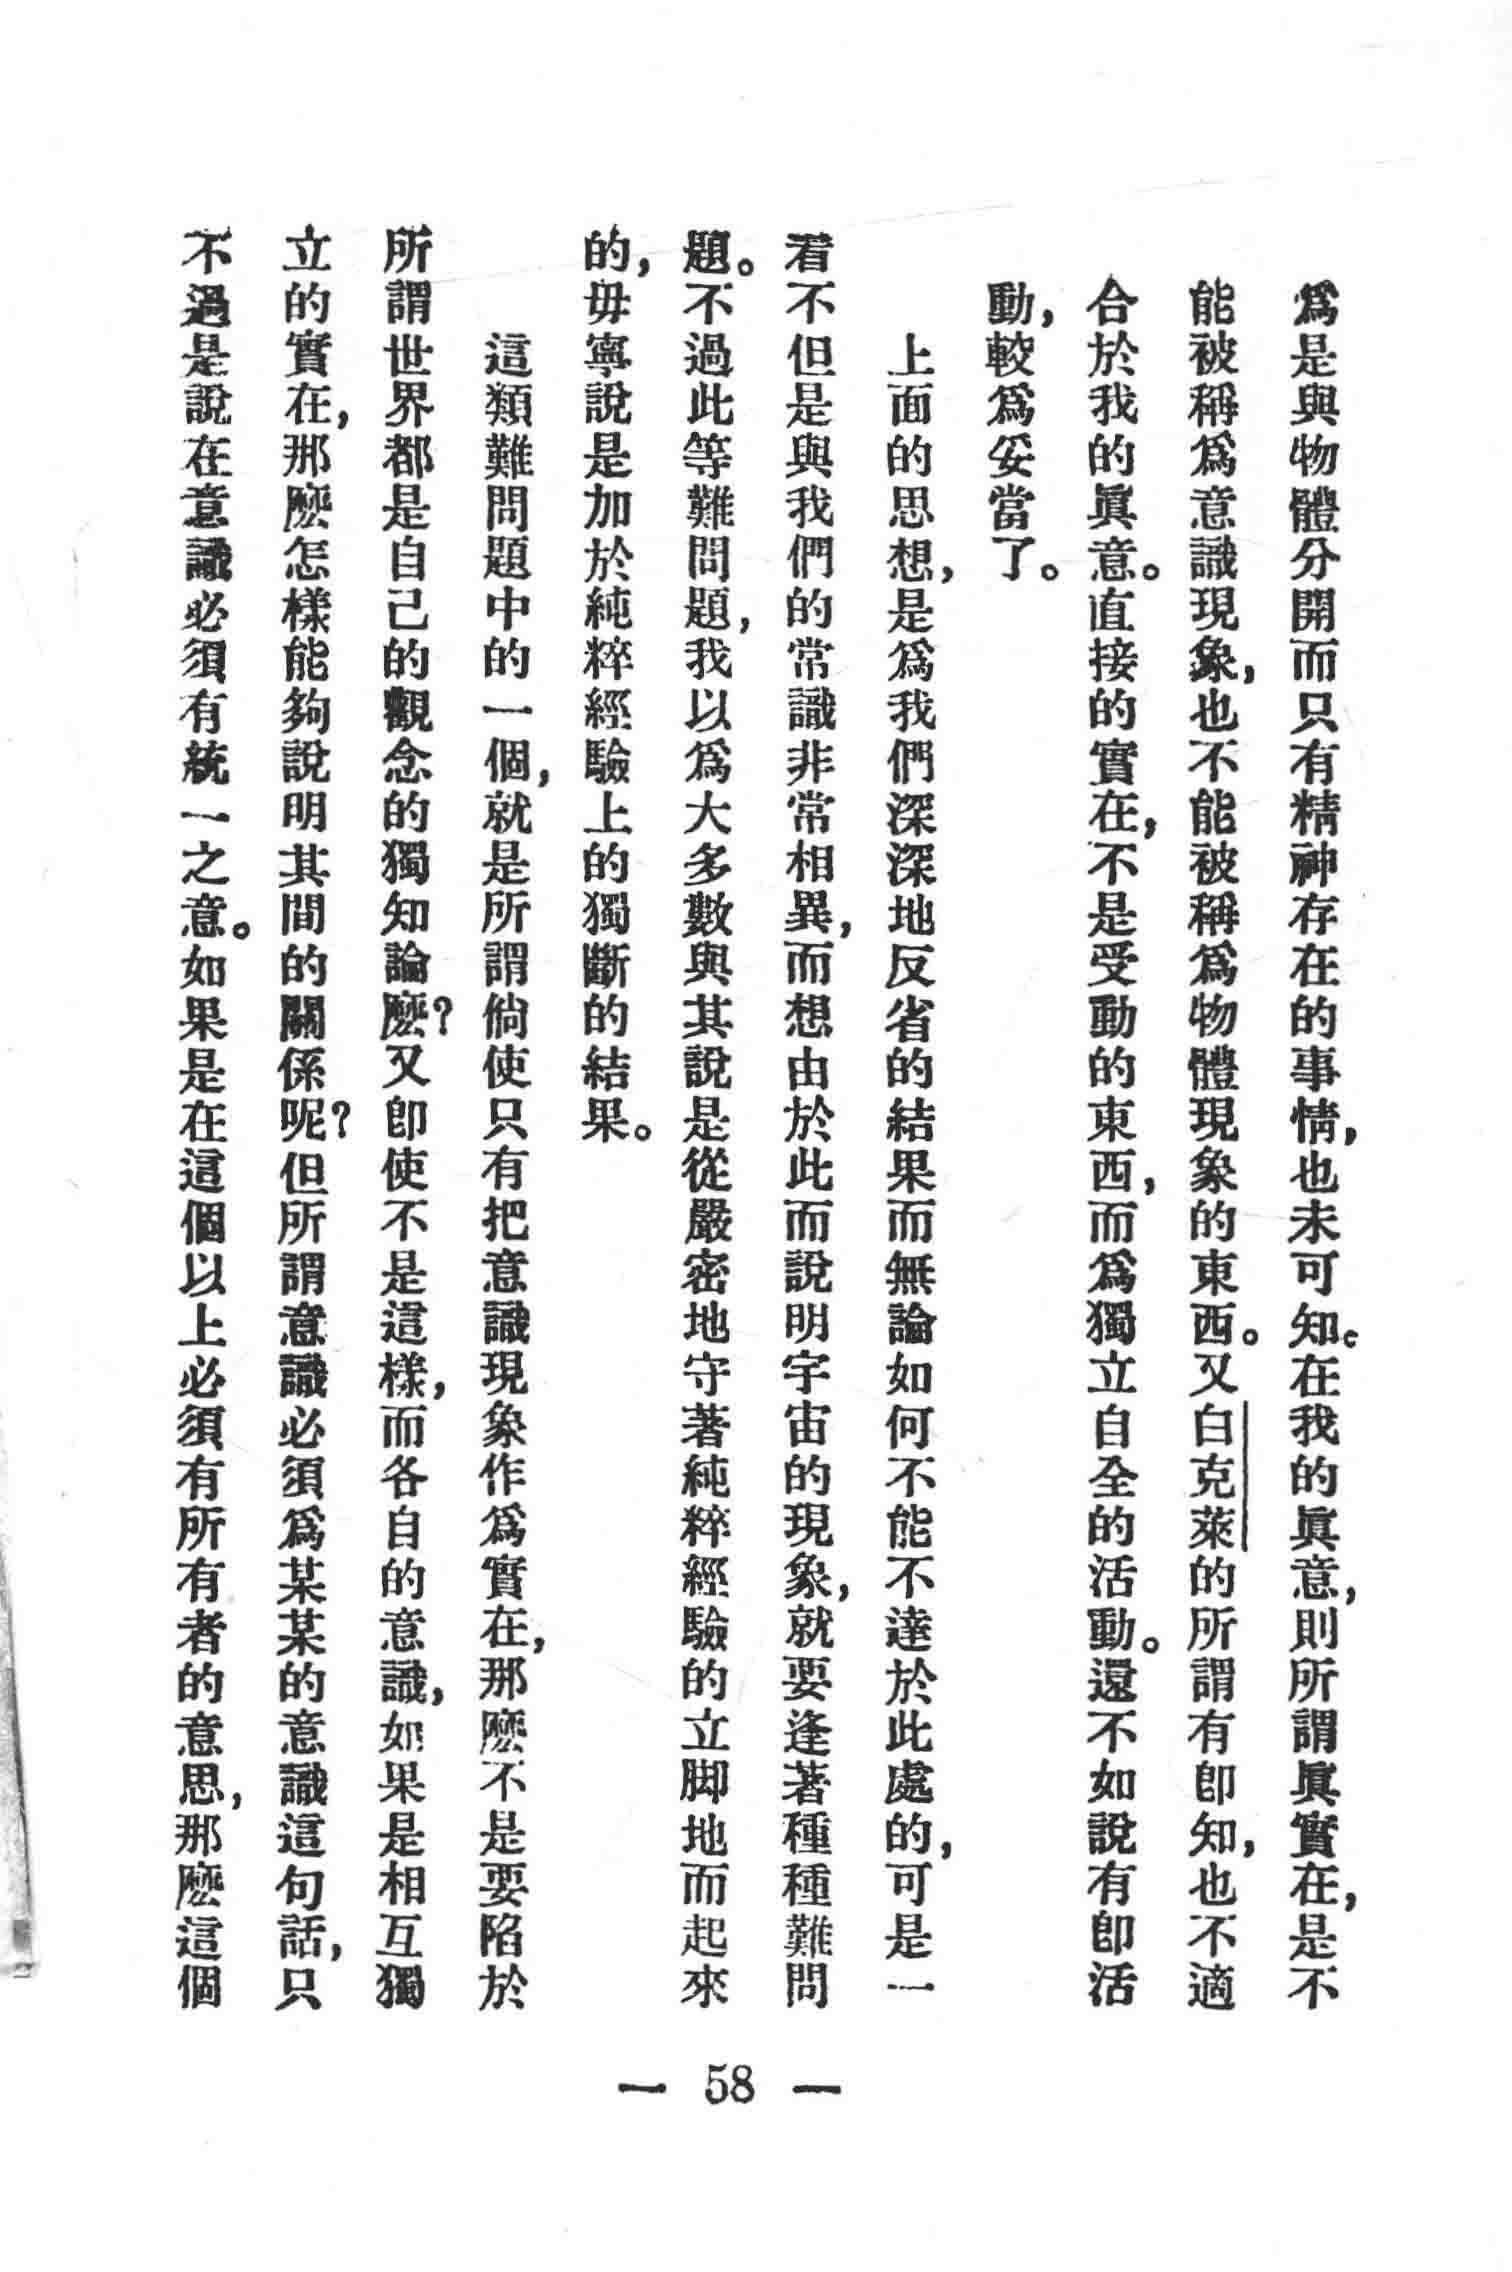 爲是與物體分開而只有精神存在的事情，也未可知。在我的眞意，則所謂眞實在，是不
能被稱爲意識現象，也不能被稱爲物體現象的東西。又白克萊的所謂有卽知，也不適
合於我的眞意。直接的實在，不是受動的東西，而爲獨立自全的活動。還不如說有卽活
動，較爲妥當了。
上面的思想，是爲我們深深地反省的結果而無論如何不能不達於此處的，可是一
看不但是與我們的常識非常相異，而想由於此而說明宇宙的現象，就要逢著種種難問
題。不過此等難問題，我以爲大多數與其說是從嚴密地守著純粹經驗的立脚地而起來
的，毋寧說是加於純粹經驗上的獨斷的結果。
這類難問題中的一個，就是所謂倘使只有把意識現象作爲實在，那麽不是要陷於
所謂世界都是自己的觀念的獨知論麽？又卽使不是這樣，而各自的意識，如果是相互獨
立的實在，那麽怎樣能夠說明其間的關係呢？但所謂意識必須爲某某的意識這句話，只
不過是說在意識必須有統一之意。如果是在這個以上必須有所有者的意思，那麽這個
— 58 —